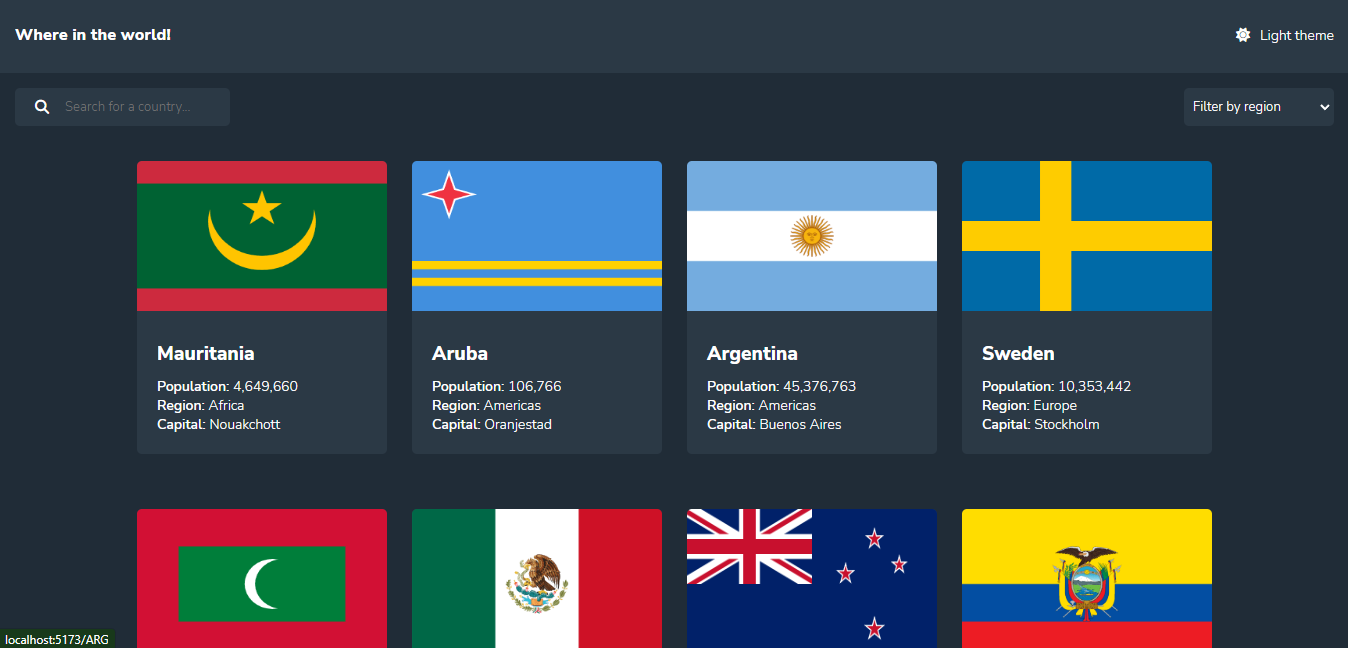 Where in the world!
Light theme
Search for a country...
Filter by region
Mauritania
Population: 4,649,660
Region: Africa
Capital: Nouakchott
Aruba
Population: 106,766
Region: Americas
Capital: Oranjestad
Argentina
Population: 45,376,763
Region: Americas
Capital: Buenos Aires
Sweden
Population: 10,353,442
Region: Europe
Capital: Stockholm
localhost:5173/ARG